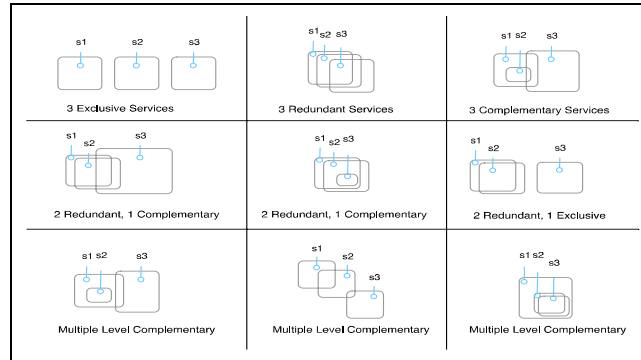 s1 s2 s3
3 Exclusive Services
s1 s2 s3
3 Redundant Services
s1 s2 s3
3 Complementary Services
s1 s2 s3
2 Redundant, 1 Complementary
s1 s2 s3
2 Redundant, 1 Complementary
s1 s2 s3
2 Redundant, 1 Exclusive
s1 s2 s3
Multiple Level Complementary
s1 s2 s3
Multiple Level Complementary
s1 s2 s3
Multiple Level Complementary